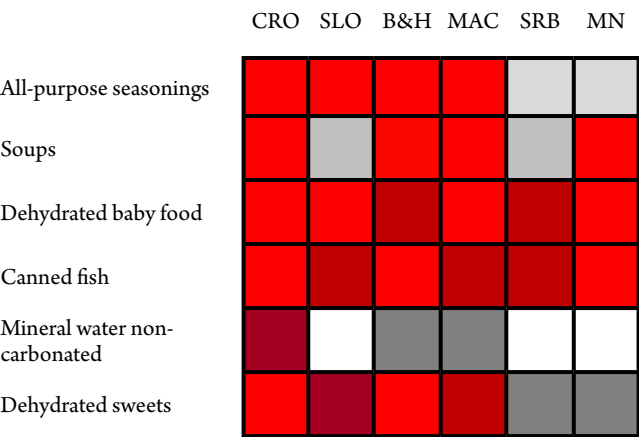 CRO SLO B&H MAC SRB MN
All-purpose seasonings
Soups
Dehydrated baby food
Canned fish
Mineral water non-
carbonated
Dehydrated sweets